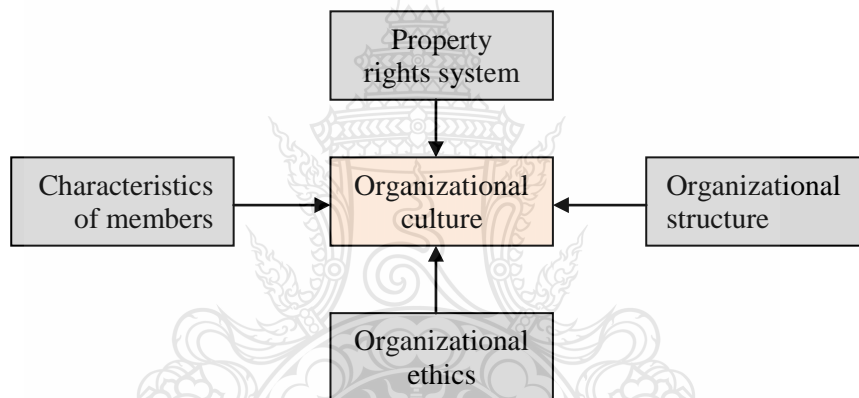 Property
rights system
Characteristics
of members
Organizational
culture
Organizational
structure
Organizational
ethics